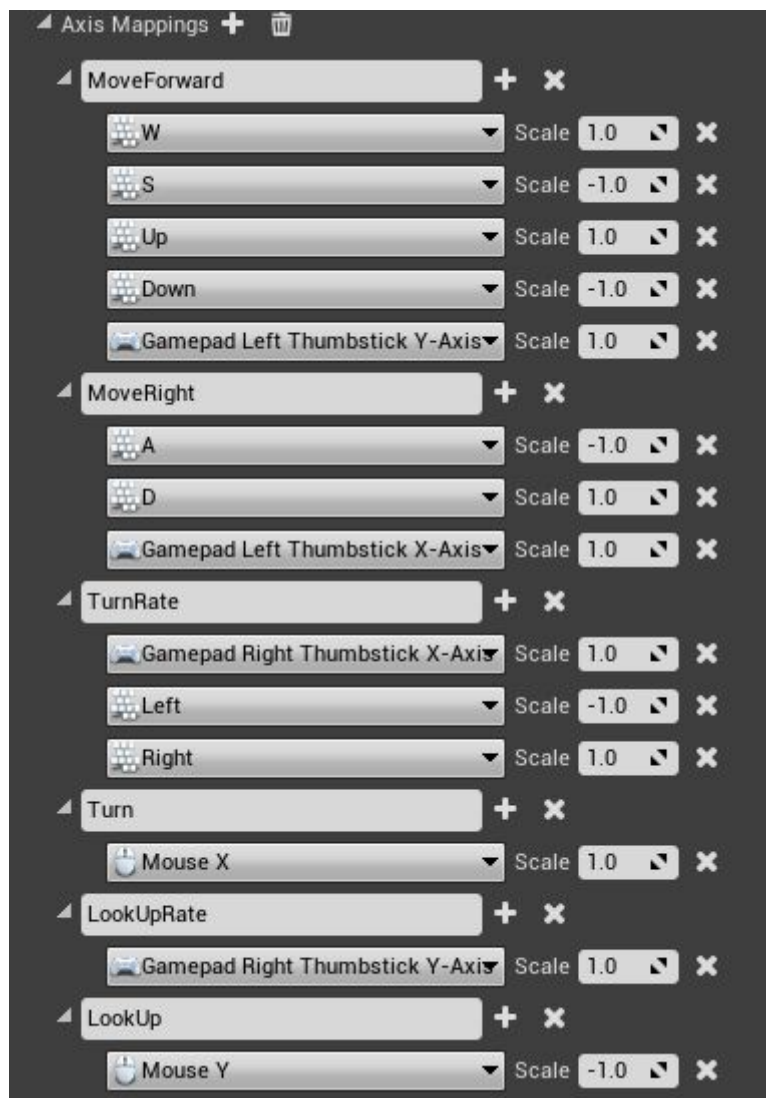 Axis Mappings
MoveForward
W Scale 1.0
S Scale -1.0
Up Scale 1.0
Down Scale -1.0
Gamepad Left Thumbstick Y-Axis Scale 1.0
MoveRight
A Scale -1.0
D Scale 1.0
Gamepad Left Thumbstick X-Axis Scale 1.0
TurnRate
Gamepad Right Thumbstick X-Axis Scale 1.0
Left Scale -1.0
Right Scale 1.0
Turn
Mouse X Scale 1.0
LookUpRate
Gamepad Right Thumbstick Y-Axis Scale 1.0
LookUp
Mouse Y Scale -1.0